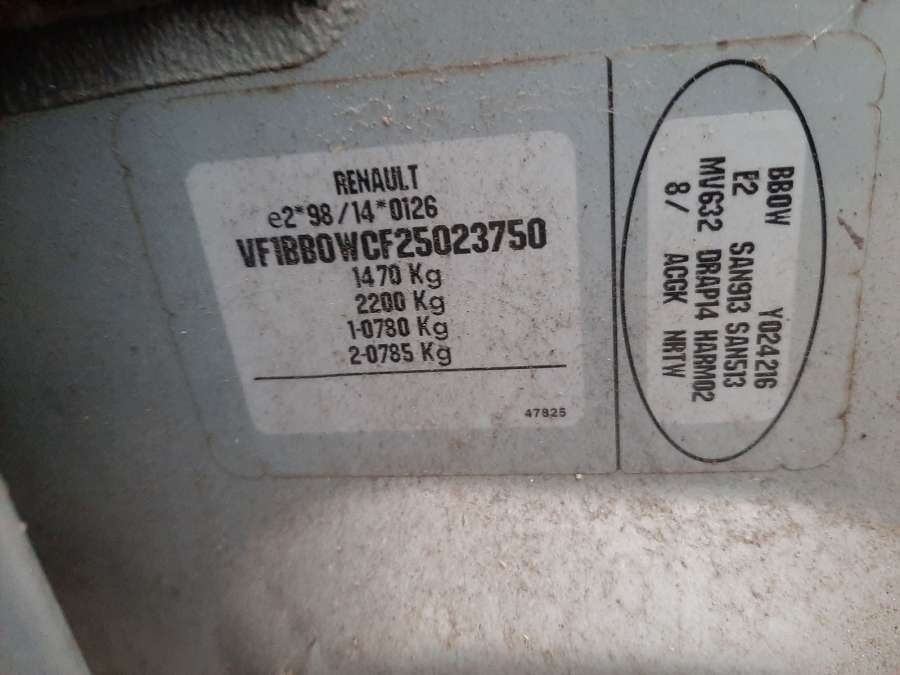 RENAULT
e2*98/14*0126
VF1BB0WCF25023750
1470 Kg
2200 Kg
1-0780 Kg
2-0785 Kg
47825
BB0W Y024216
E2 SAN913 SAN513
MV632 DRAP14 HARM02
8/ ACGK NRTW